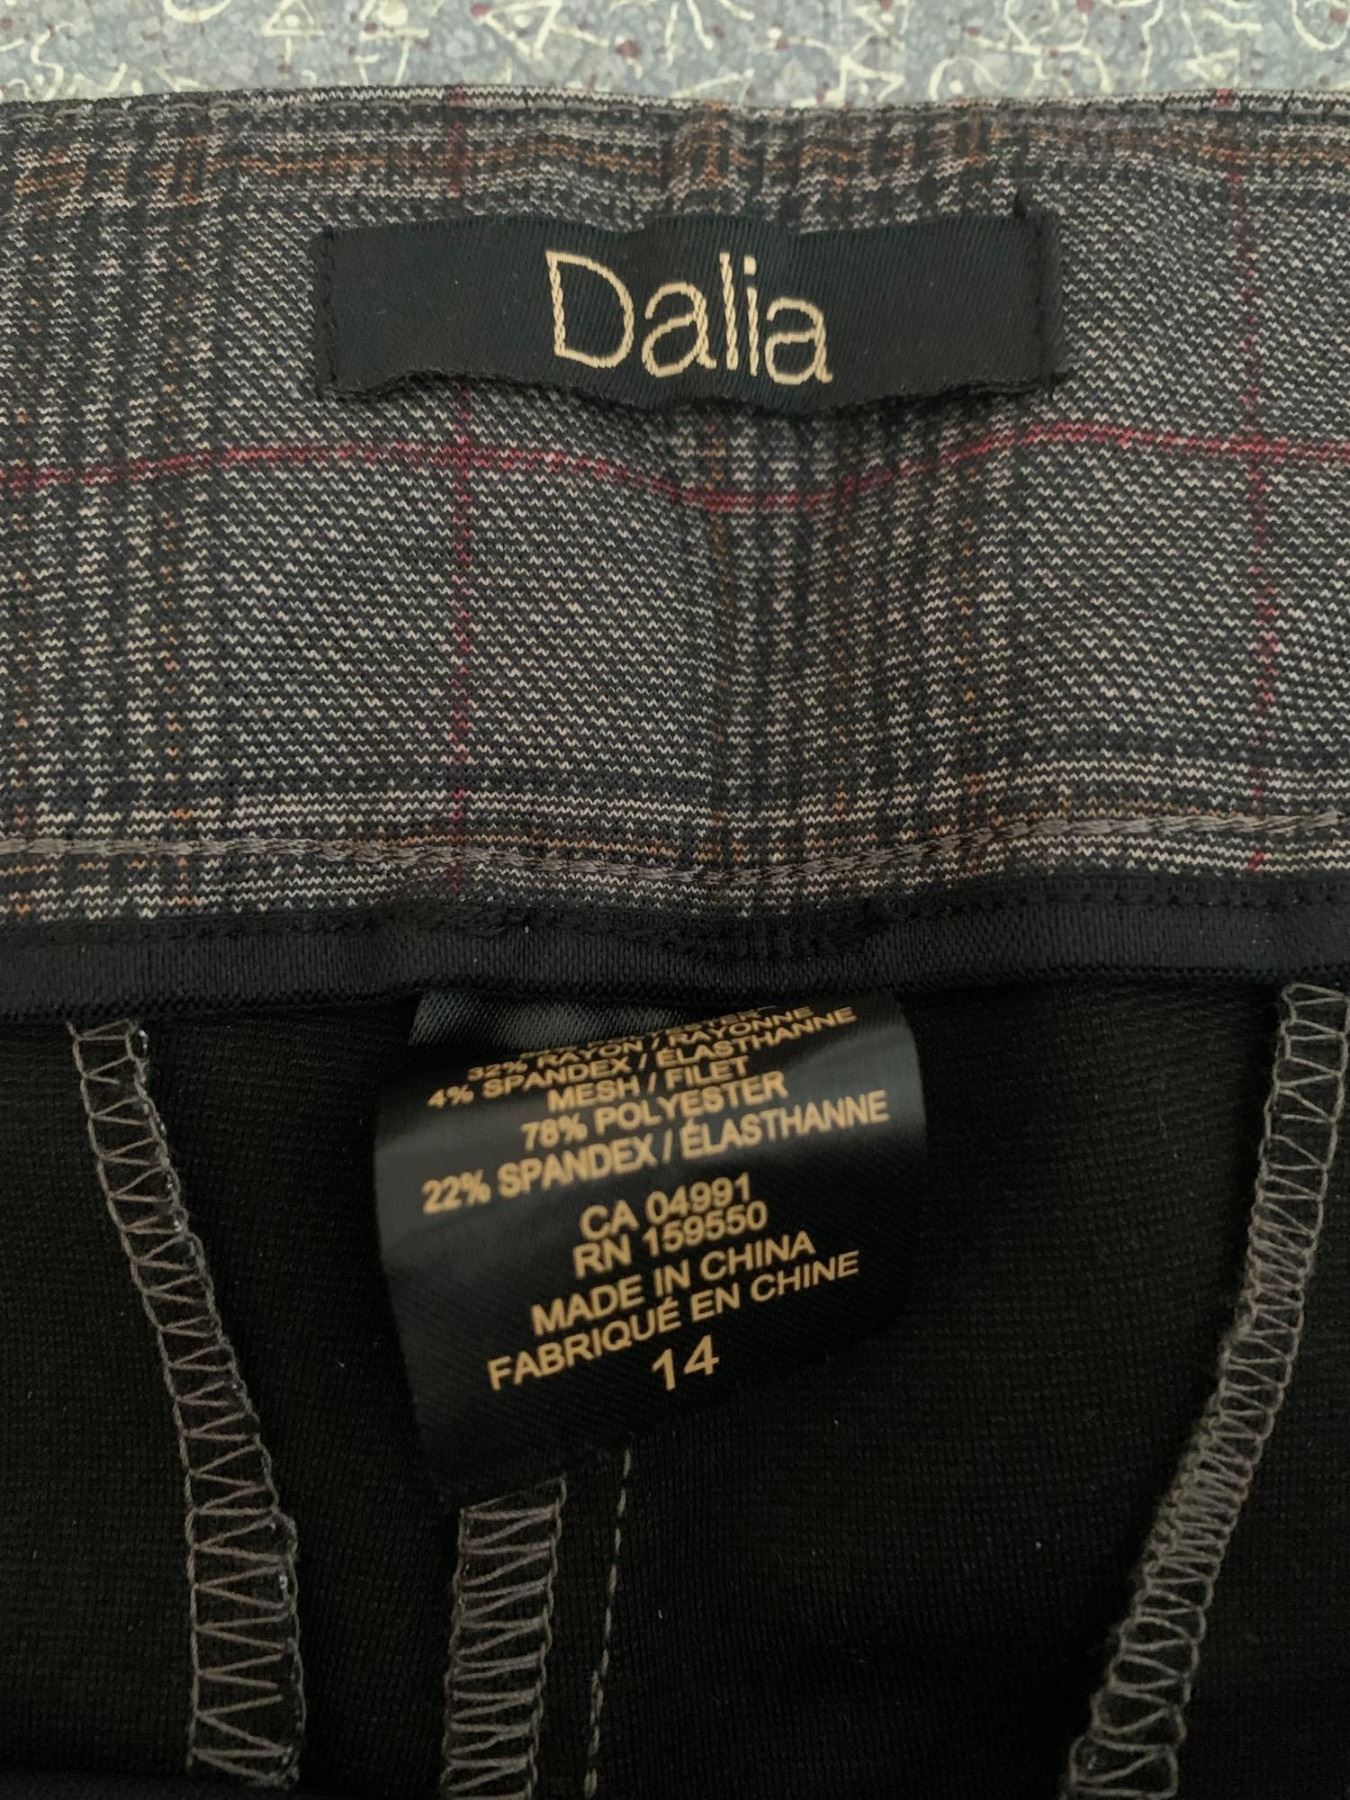 Dalia
32% RAYON / RAYONNE
4% SPANDEX / ÉLASTHANNE
MESH / FILET
78% POLYESTER
22% SPANDEX / ÉLASTHANNE
CA 04991
RN 159550
MADE IN CHINA
FABRIQUÉ EN CHINE
14